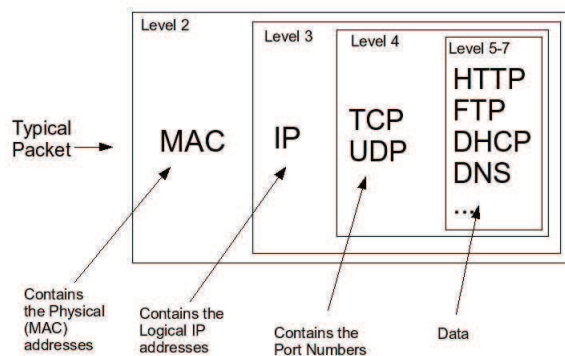 Level 2
Level 3
Level 4
Level 5-7
Typical
Packet
MAC
IP
TCP
UDP
HTTP
FTP
DHCP
DNS
...
Contains
the Physical
(MAC)
addresses
Contains the
Logical IP
addresses
Contains the
Port Numbers
Data